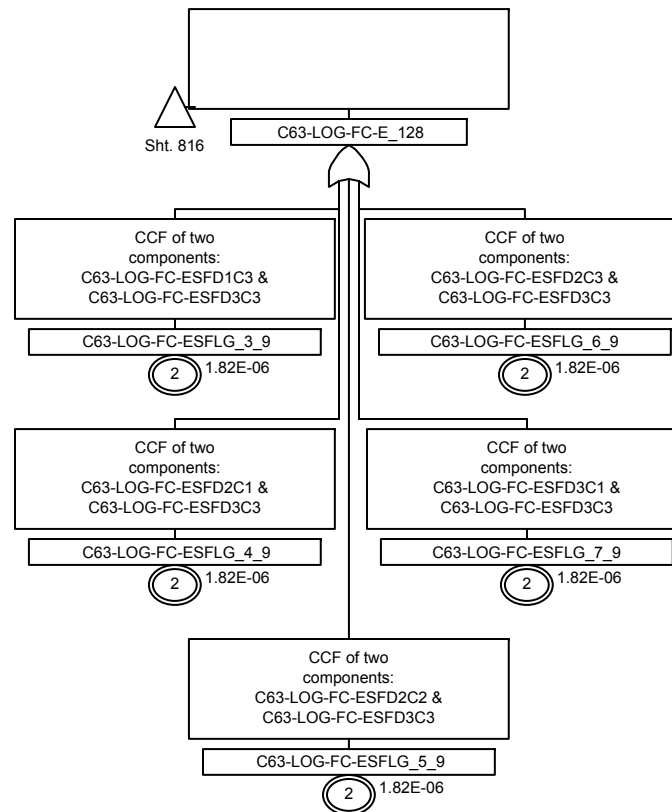 Sht. 816
C63-LOG-FC-E_128
CCF of two
components:
C63-LOG-FC-ESFD1C3 &
C63-LOG-FC-ESFD3C3
C63-LOG-FC-ESFLG_3_9
2
1.82E-06
CCF of two
components:
C63-LOG-FC-ESFD2C3 &
C63-LOG-FC-ESFD3C3
C63-LOG-FC-ESFLG_6_9
2
1.82E-06
CCF of two
components:
C63-LOG-FC-ESFD2C1 &
C63-LOG-FC-ESFD3C3
C63-LOG-FC-ESFLG_4_9
2
1.82E-06
CCF of two
components:
C63-LOG-FC-ESFD3C1 &
C63-LOG-FC-ESFD3C3
C63-LOG-FC-ESFLG_7_9
2
1.82E-06
CCF of two
components:
C63-LOG-FC-ESFD2C2 &
C63-LOG-FC-ESFD3C3
C63-LOG-FC-ESFLG_5_9
2
1.82E-06